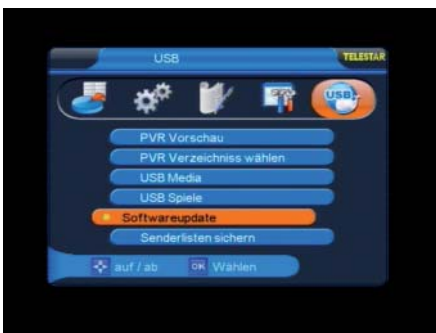 USB
TELESTAR
USB
PVR Vorschau
PVR Verzeichniss wählen
USB Media
USB Spiele
Softwareupdate
Senderlisten sichern
auf / ab OK Wählen